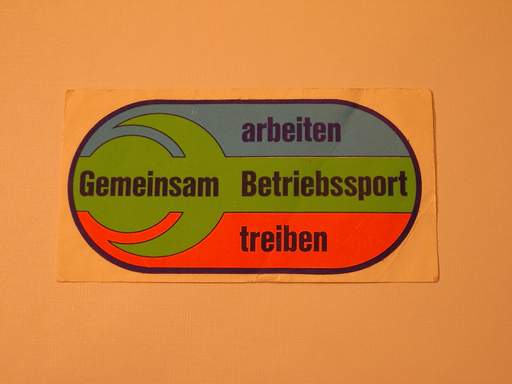 arbeiten
Gemeinsam Betriebssport
treiben